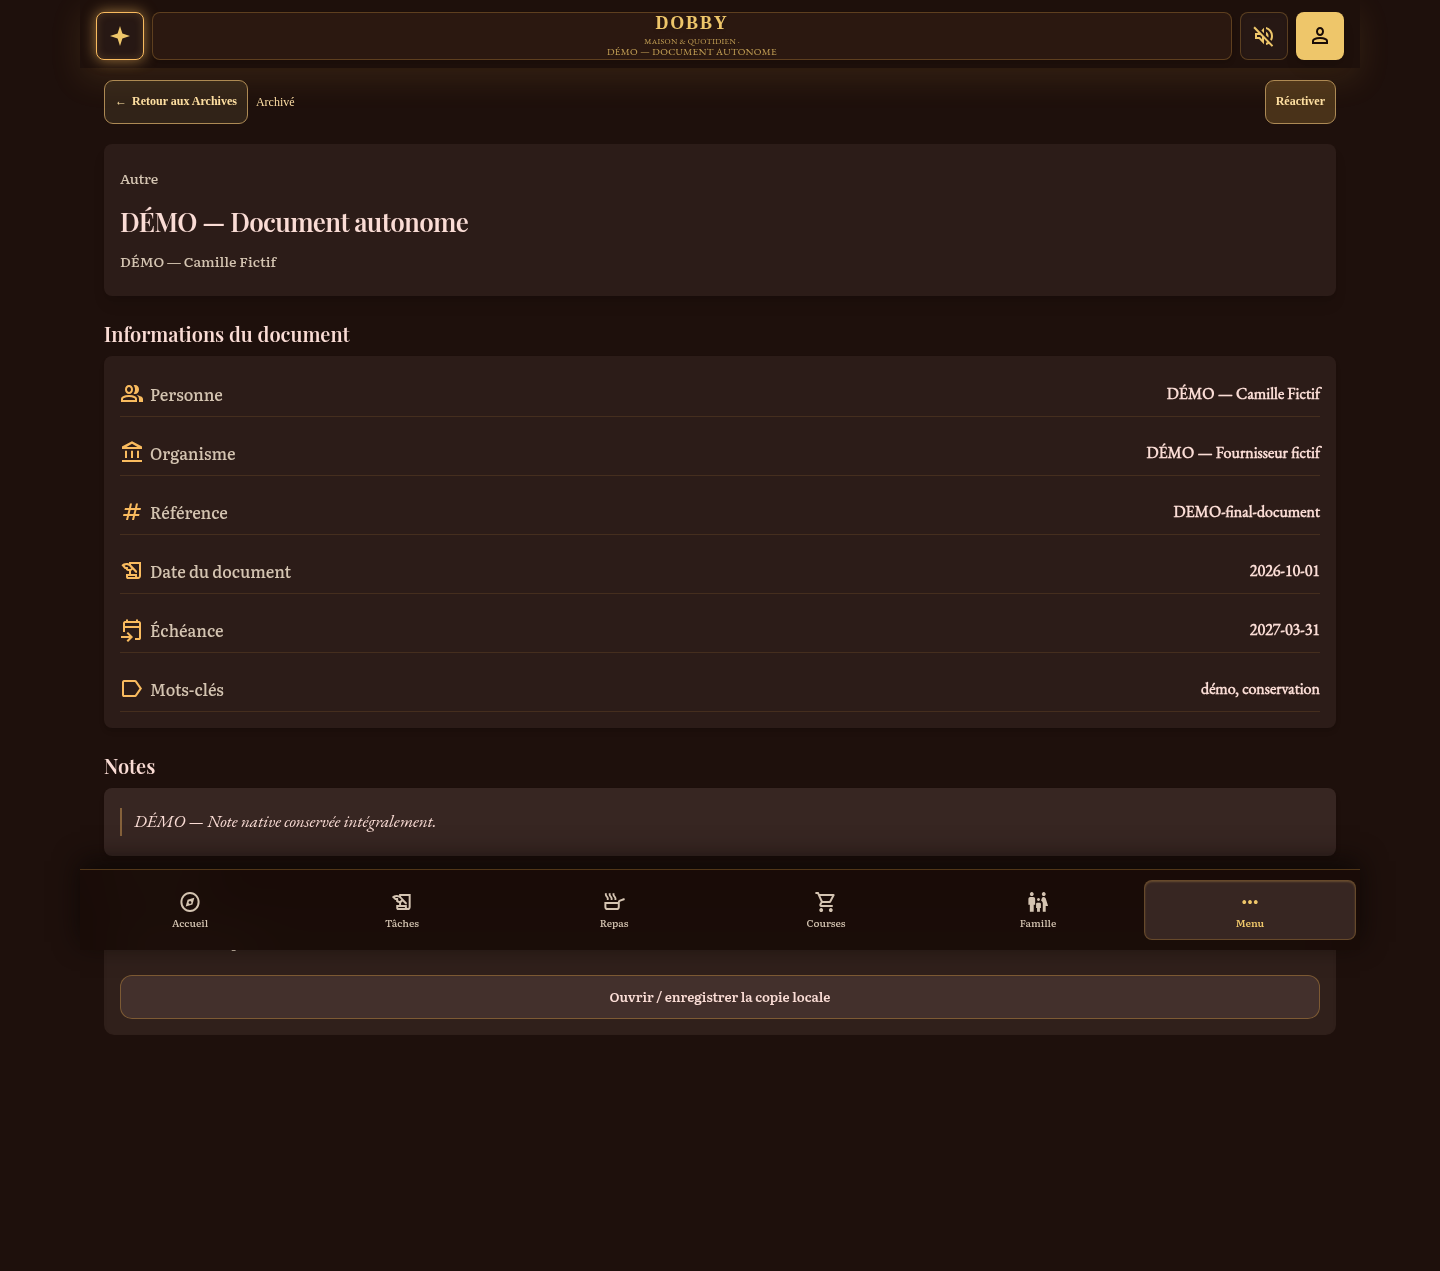 DOBBY
MAISON & QUOTIDIEN ·
DÉMO — DOCUMENT AUTONOME
← Retour aux Archives
Archivé
Réactiver
Autre
DÉMO — Document autonome
DÉMO — Camille Fictif
Informations du document
Personne
DÉMO — Camille Fictif
Organisme
DÉMO — Fournisseur fictif
Référence
DEMO-final-document
Date du document
2026-10-01
Échéance
2027-03-31
Mots-clés
démo, conservation
Notes
DÉMO — Note native conservée intégralement.
Accueil
Tâches
Repas
Courses
Famille
Menu
Ouvrir / enregistrer la copie locale